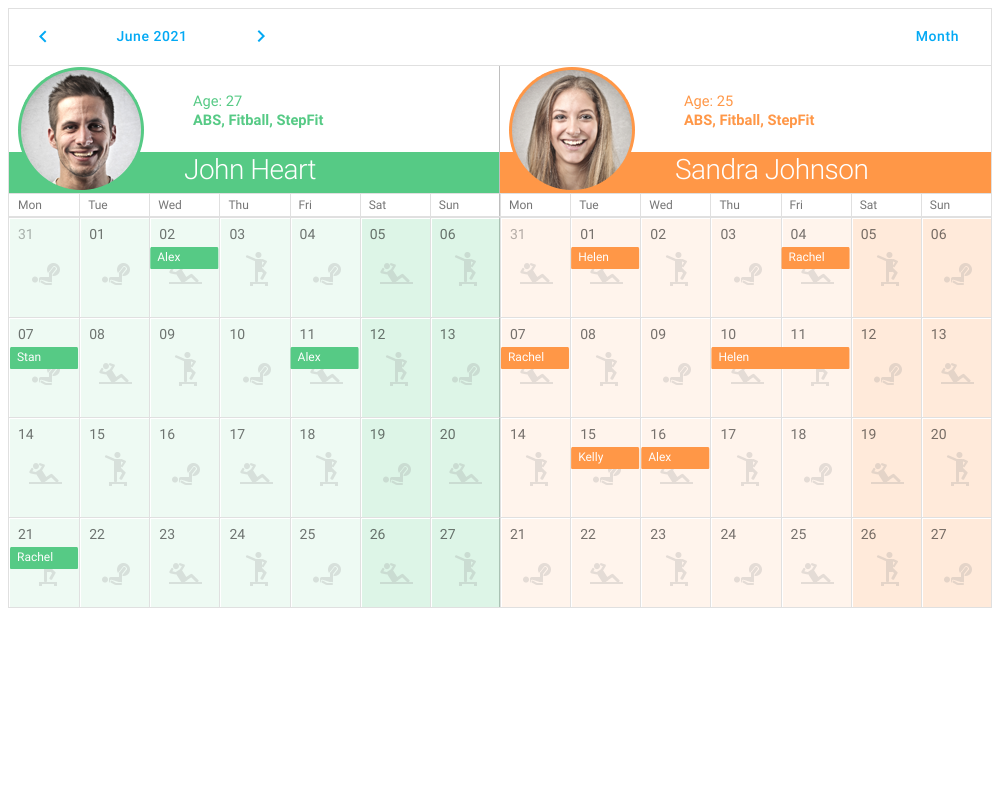 June 2021
Month
Age: 27
ABS, Fitball, StepFit
John Heart
Age: 25
ABS, Fitball, StepFit
Sandra Johnson
Mon Tue Wed Thu Fri Sat Sun
31 01 02 03 04 05 06
Alex
07 08 09 10 11 12 13
Stan Alex
14 15 16 17 18 19 20
21 22 23 24 25 26 27
Rachel
Mon Tue Wed Thu Fri Sat Sun
31 01 02 03 04 05 06
Helen Rachel
07 08 09 10 11 12 13
Rachel Helen
14 15 16 17 18 19 20
Kelly Alex
21 22 23 24 25 26 27